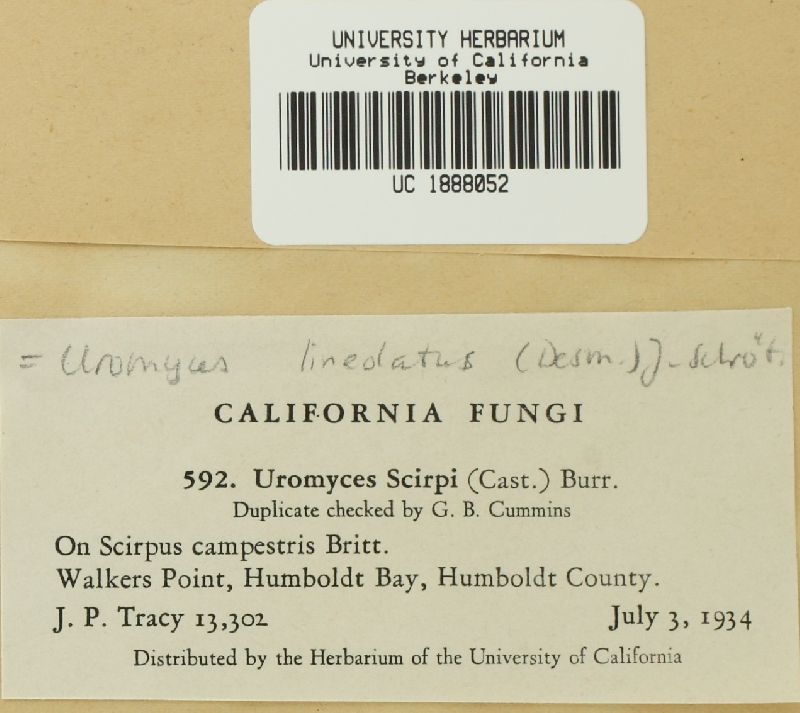 UNIVERSITY HERBARIUM
University of California
Berkeley
UC 1888052
= Uromyces lineolatus (Desm.) J. Schröt.
CALIFORNIA FUNGI
592. Uromyces Scirpi (Cast.) Burr.
Duplicate checked by G. B. Cummins
On Scirpus campestris Britt.
Walkers Point, Humboldt Bay, Humboldt County.
J. P. Tracy 13,302 July 3, 1934
Distributed by the Herbarium of the University of California